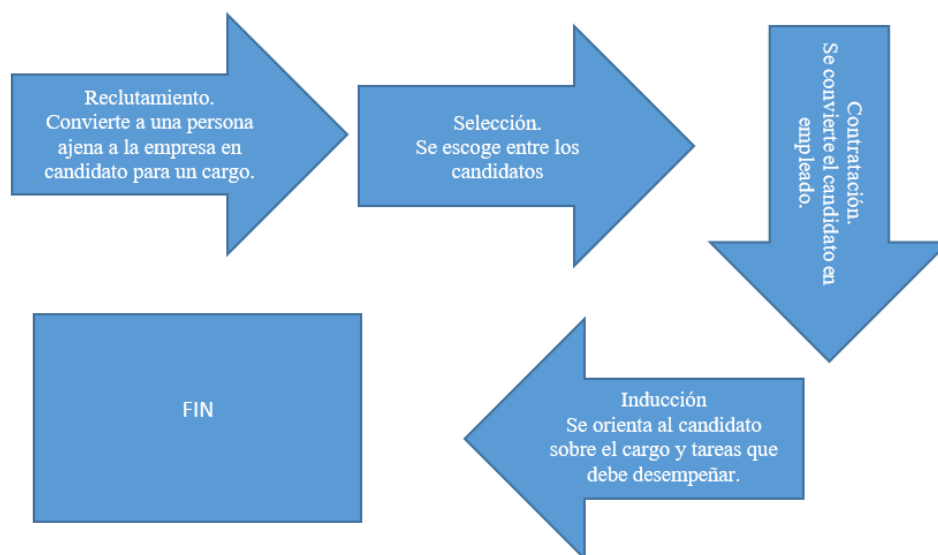 Reclutamiento.
Convierte a una persona
ajena a la empresa en
candidato para un cargo.
Selección.
Se escoge entre los
candidatos
Contratación.
Se convierte el candidato en
empleado.
Inducción
Se orienta al candidato
sobre el cargo y tareas que
debe desempeñar.
FIN